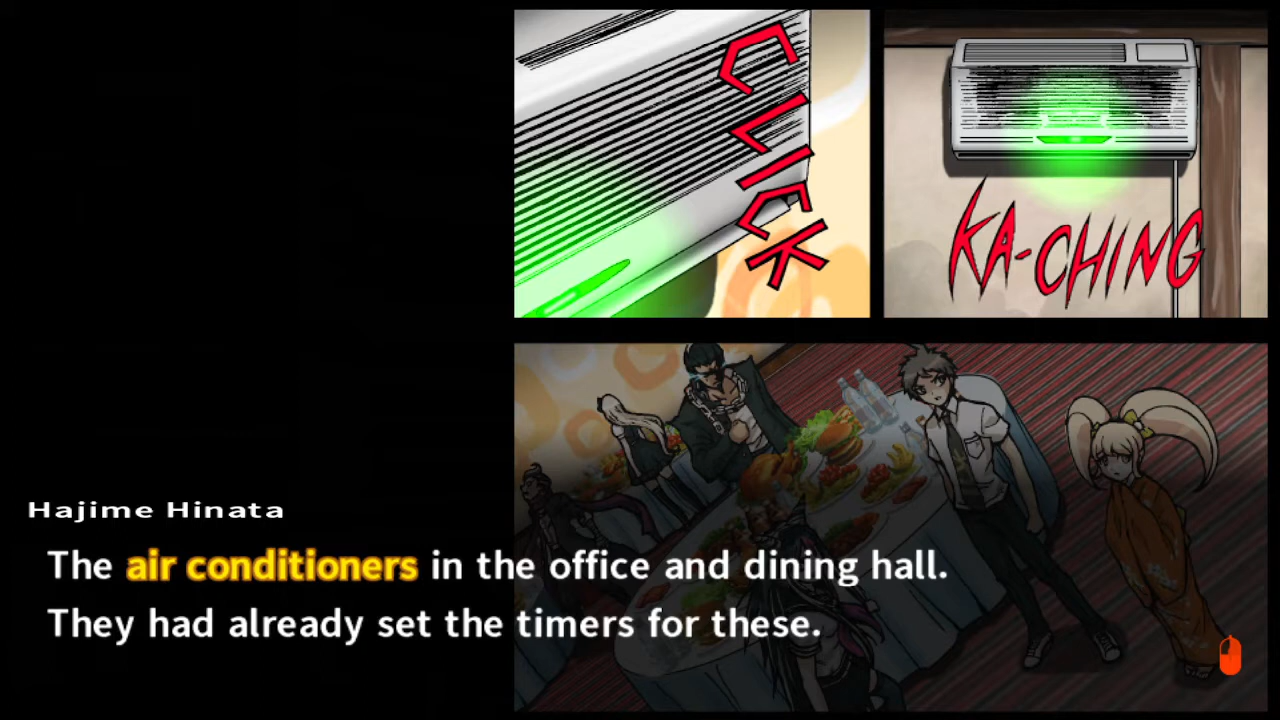 CLICK
KA-CHING
Hajime Hinata
The air conditioners in the office and dining hall.
They had already set the timers for these.